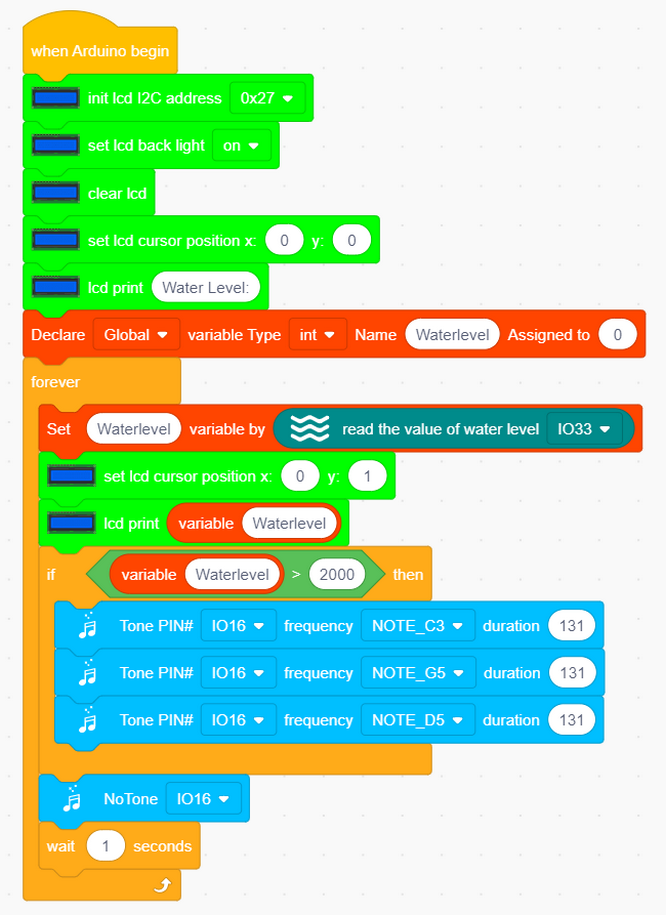 when Arduino begin
init lcd I2C address 0x27
set lcd back light on
clear lcd
set lcd cursor position x: 0 y: 0
lcd print Water Level:
Declare Global variable Type int Name Waterlevel Assigned to 0
forever
Set Waterlevel variable by read the value of water level IO33
set lcd cursor position x: 0 y: 1
lcd print variable Waterlevel
if variable Waterlevel > 2000 then
Tone PIN# IO16 frequency NOTE_C3 duration 131
Tone PIN# IO16 frequency NOTE_G5 duration 131
Tone PIN# IO16 frequency NOTE_D5 duration 131
NoTone IO16
wait 1 seconds